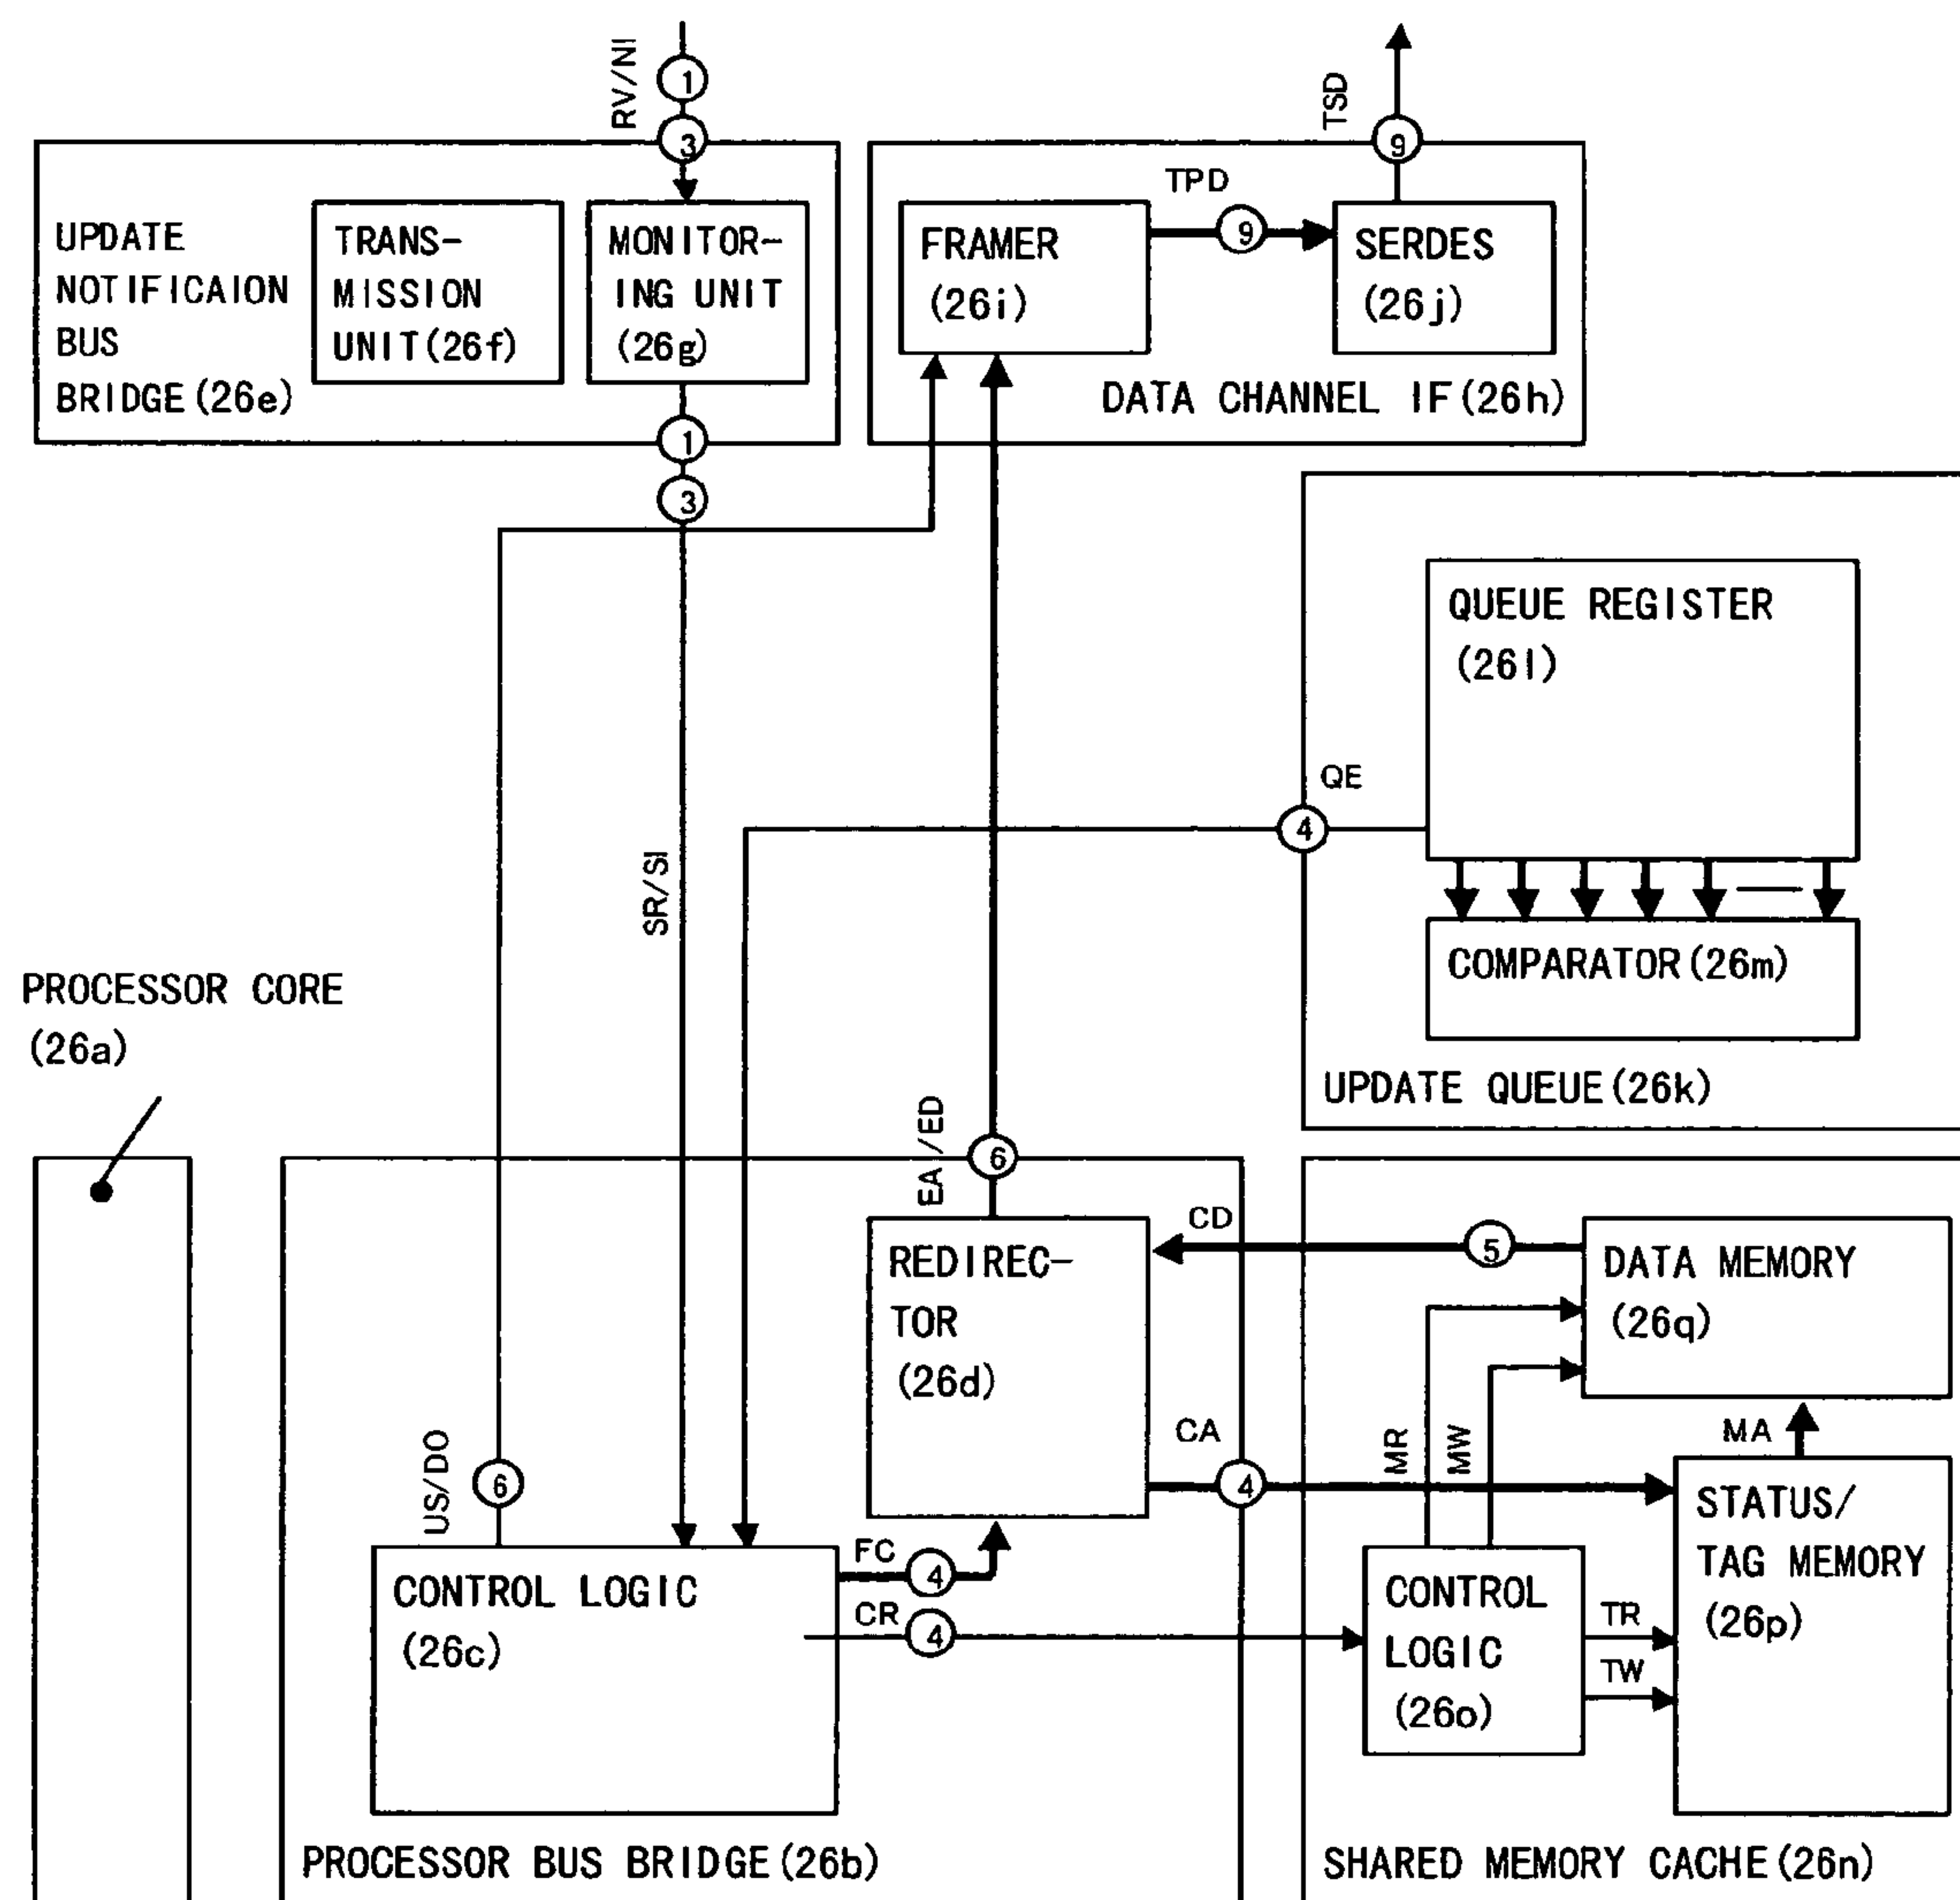 RV/NI
1
3
TSD
9
UPDATE
NOTIFICAION
BUS
BRIDGE(26e)
TRANS-
MISSION
UNIT(26f)
MONITOR-
ING UNIT
(26g)
1
3
FRAMER
(26i)
TPD
9
SERDES
(26j)
DATA CHANNEL IF(26h)
QUEUE REGISTER
(26l)
QE
4
COMPARATOR(26m)
UPDATE QUEUE(26k)
SR/SI
PROCESSOR CORE
(26a)
EA/ED
6
US/DO
6
REDIREC-
TOR
(26d)
CD
5
DATA MEMORY
(26q)
CA
4
MR
MW
MA
STATUS/
TAG MEMORY
(26p)
CONTROL LOGIC
(26c)
FC
4
CR
4
CONTROL
LOGIC
(26o)
TR
TW
PROCESSOR BUS BRIDGE(26b)
SHARED MEMORY CACHE(26n)